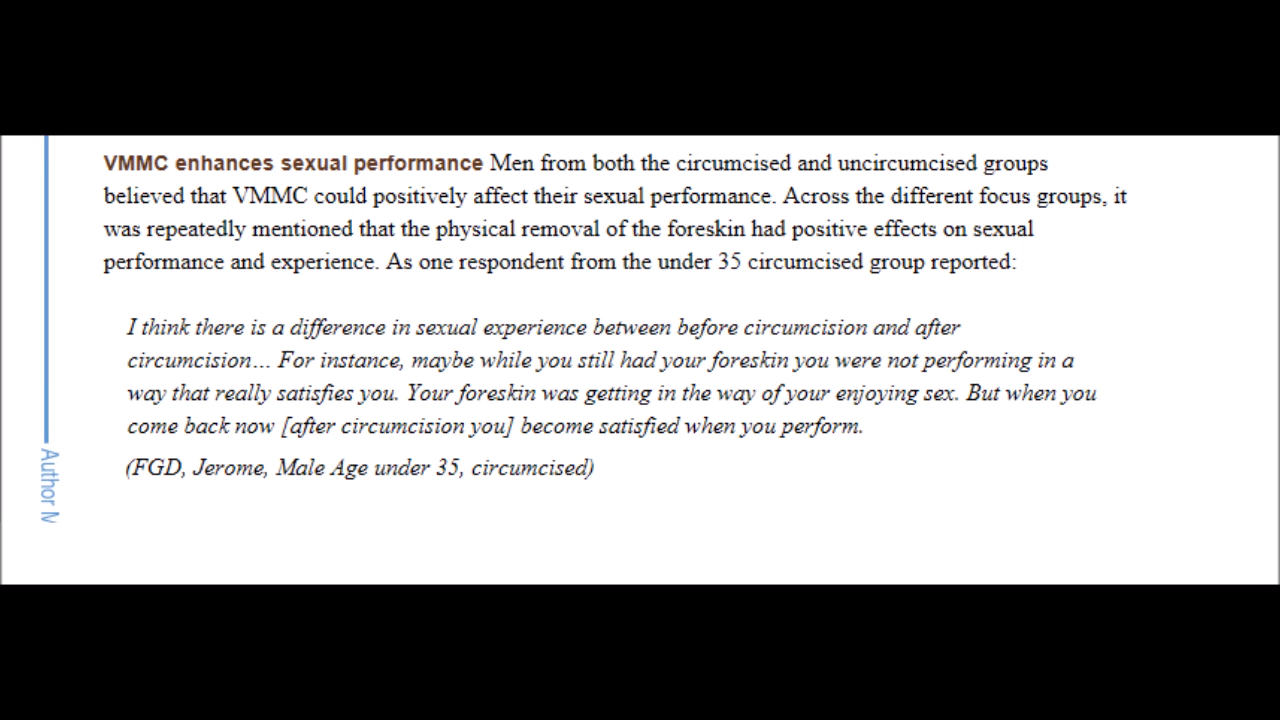 VMMC enhances sexual performance Men from both the circumcised and uncircumcised groups
believed that VMMC could positively affect their sexual performance. Across the different focus groups, it
was repeatedly mentioned that the physical removal of the foreskin had positive effects on sexual
performance and experience. As one respondent from the under 35 circumcised group reported:
I think there is a difference in sexual experience between before circumcision and after
circumcision… For instance, maybe while you still had your foreskin you were not performing in a
way that really satisfies you. Your foreskin was getting in the way of your enjoying sex. But when you
come back now [after circumcision you] become satisfied when you perform.
(FGD, Jerome, Male Age under 35, circumcised)
Author